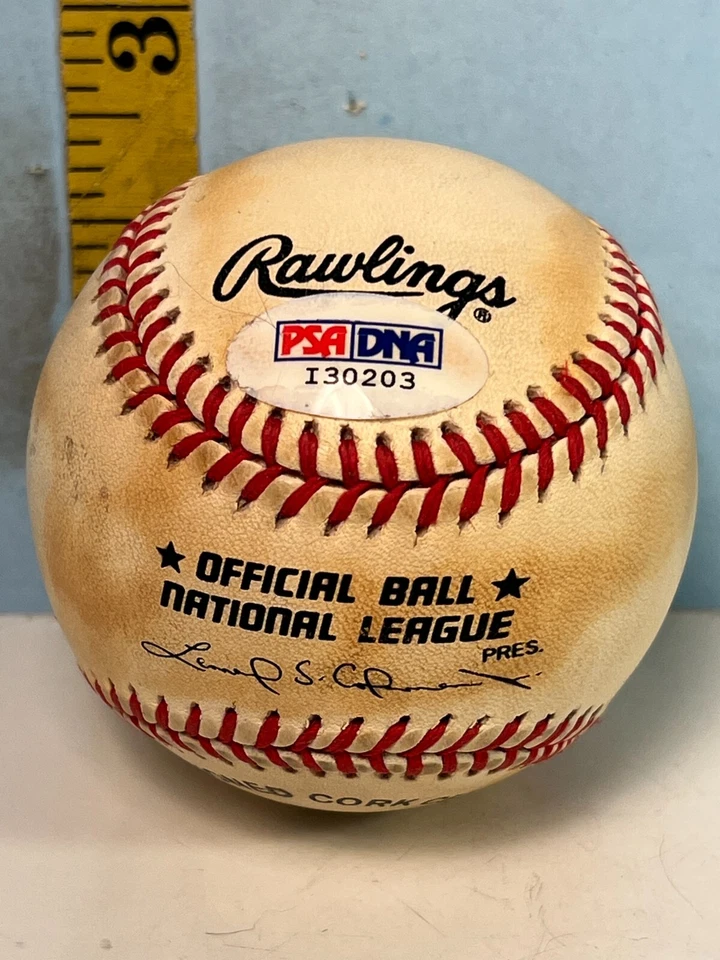 3
Rawlings®
PSA DNA
I30203
★ OFFICIAL BALL ★
NATIONAL LEAGUE
PRES.
CORK